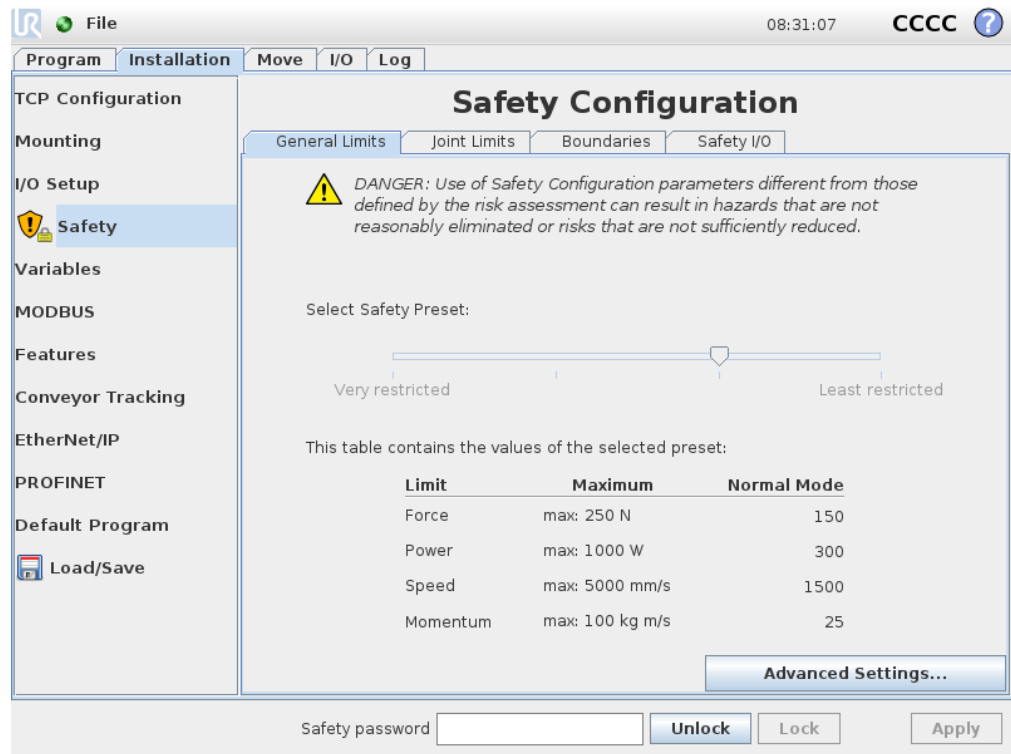 UR File 08:31:07 CCCC ?
Program Installation Move I/O Log
TCP Configuration
Mounting
I/O Setup
Safety
Variables
MODBUS
Features
Conveyor Tracking
EtherNet/IP
PROFINET
Default Program
Load/Save
Safety Configuration
General Limits Joint Limits Boundaries Safety I/O
DANGER: Use of Safety Configuration parameters different from those
defined by the risk assessment can result in hazards that are not
reasonably eliminated or risks that are not sufficiently reduced.
Select Safety Preset:
Very restricted Least restricted
This table contains the values of the selected preset:
Limit Maximum Normal Mode
Force max: 250 N 150
Power max: 1000 W 300
Speed max: 5000 mm/s 1500
Momentum max: 100 kg m/s 25
Advanced Settings...
Safety password Unlock Lock Apply